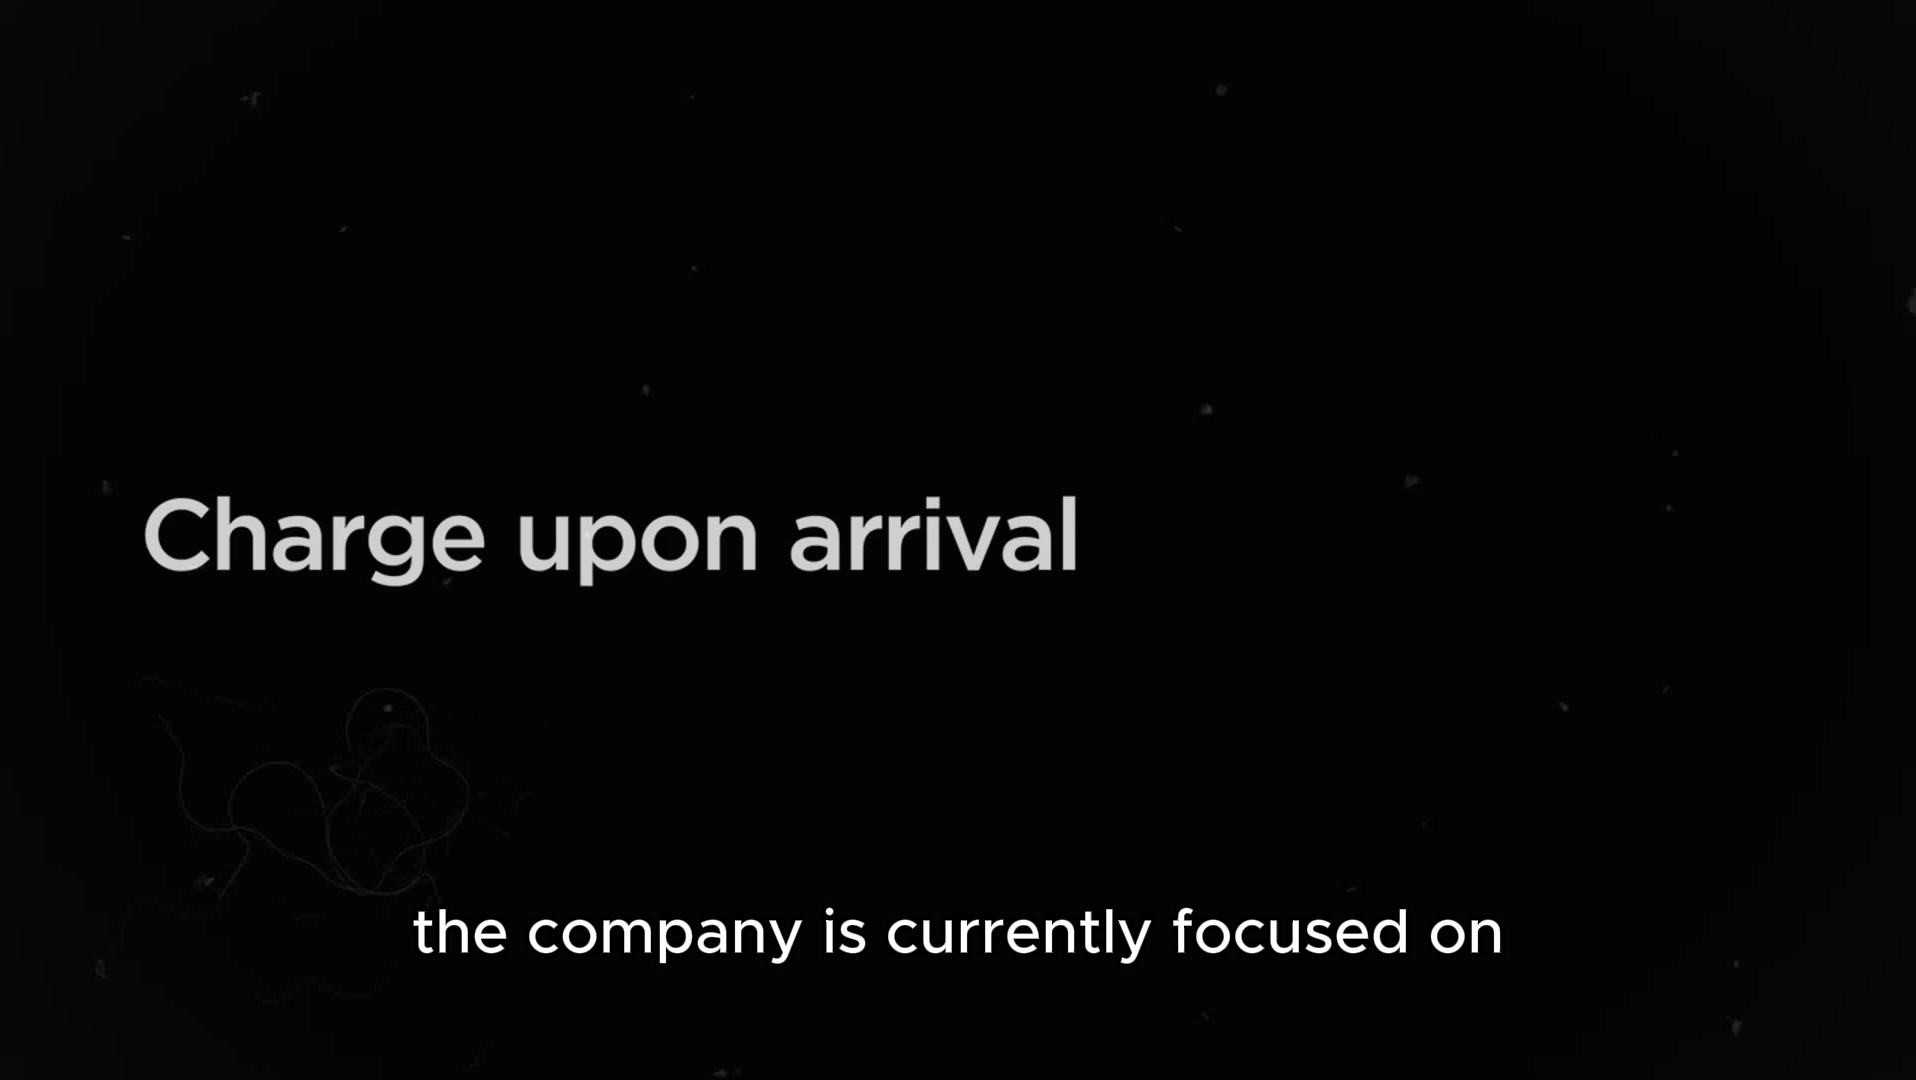 Charge upon arrival
the company is currently focused on